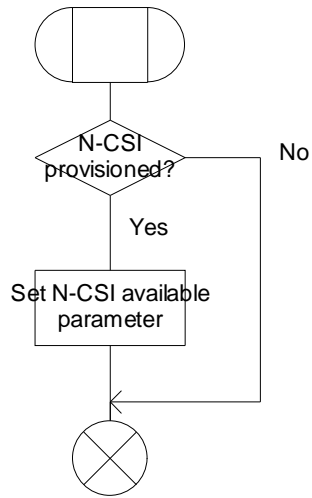 N-CSI
provisioned?
No
Yes
Set N-CSI available
parameter